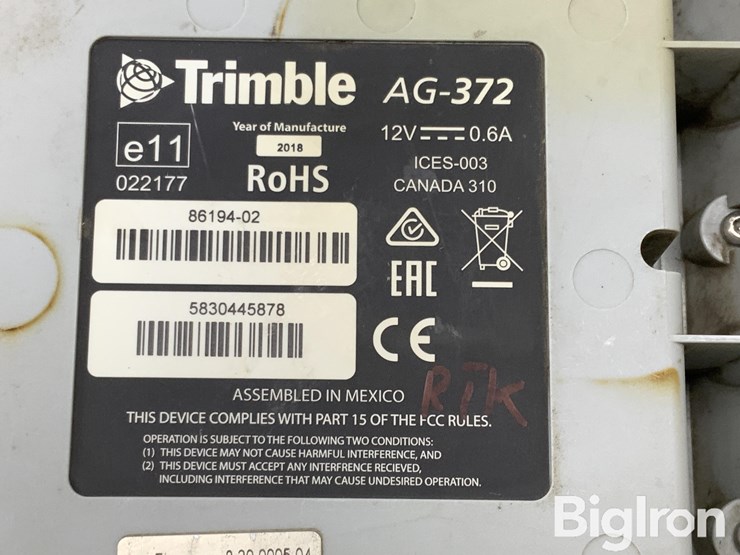 Trimble AG-372
e11
022177
Year of Manufacture
2018
RoHS
12V 0.6A
ICES-003
CANADA 310
86194-02
5830445878
EAC
CE
ASSEMBLED IN MEXICO
RTK
THIS DEVICE COMPLIES WITH PART 15 OF THE FCC RULES.
OPERATION IS SUBJECT TO THE FOLLOWING TWO CONDITIONS:
(1) THIS DEVICE MAY NOT CAUSE HARMFUL INTERFERENCE, AND
(2) THIS DEVICE MUST ACCEPT ANY INTERFRENCE RECIEVED,
INCLUDING INTERFERENCE THAT MAY CAUSE UNDESIRABLE OPERATION.
BigIron